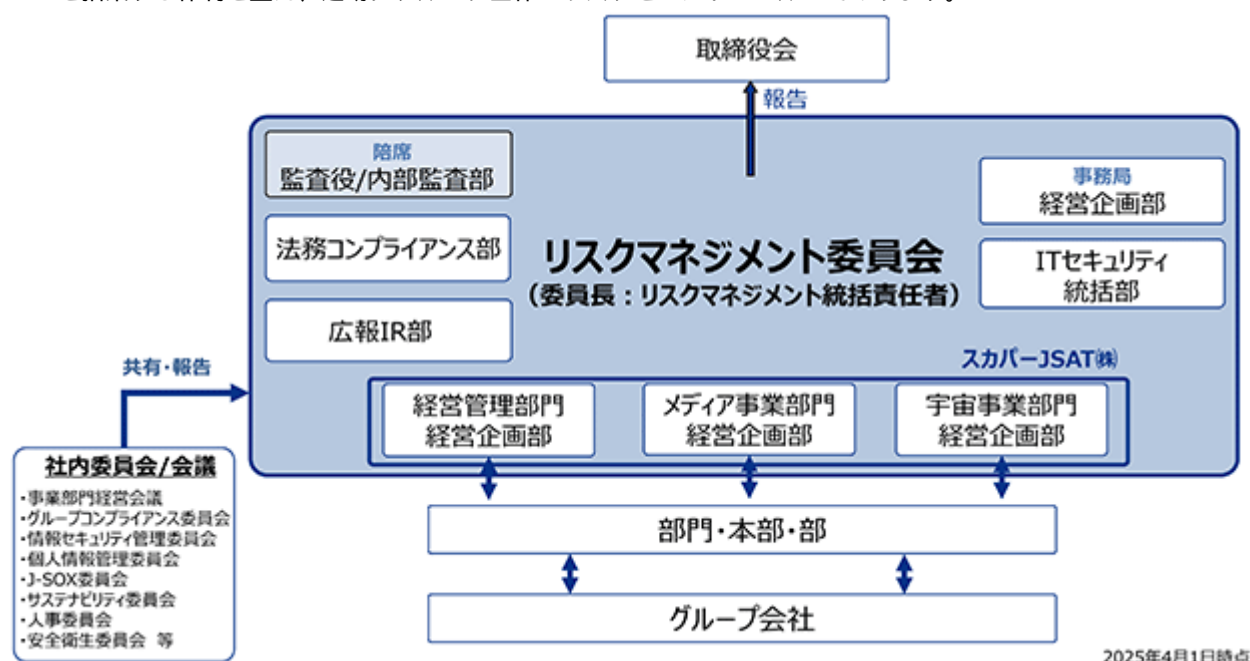 取締役会
報告
陪席
監査役/内部監査部
法務コンプライアンス部
広報IR部
リスクマネジメント委員会
(委員長:リスクマネジメント統括責任者)
事務局
経営企画部
ITセキュリティ
統括部
スカパーJSAT㈱
経営管理部門
経営企画部
メディア事業部門
経営企画部
宇宙事業部門
経営企画部
共有・報告
社内委員会/会議
・事業部門経営会議
・グループコンプライアンス委員会
・情報セキュリティ管理委員会
・個人情報管理委員会
・J-SOX委員会
・サステナビリティ委員会
・人事委員会
・安全衛生委員会 等
部門・本部・部
グループ会社
2025年4月1日時点